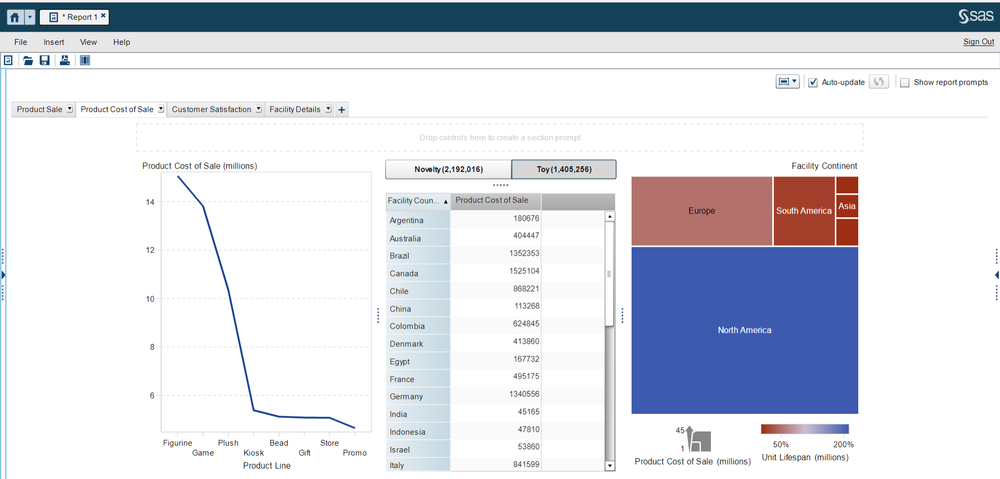 * Report 1
sas
File Insert View Help
Sign Out
Auto-update
Show report prompts
Product Sale
Product Cost of Sale
Customer Satisfaction
Facility Details
Drop controls here to create a section prompt
Product Cost of Sale (millions)
14
12
10
8
6
Figurine
Game
Plush
Kiosk
Bead
Gift
Store
Promo
Product Line
Novelty (2,192,016)
Toy (1,405,256)
Facility Coun... Product Cost of Sale
Argentina 180676
Australia 404447
Brazil 1352353
Canada 1525104
Chile 868221
China 113268
Colombia 624845
Denmark 413860
Egypt 167732
France 495175
Germany 1340556
India 45165
Indonesia 47810
Israel 53860
Italy 841599
Facility Continent
Europe
South America
Asia
North America
45
1
Product Cost of Sale (millions)
50% 200%
Unit Lifespan (millions)